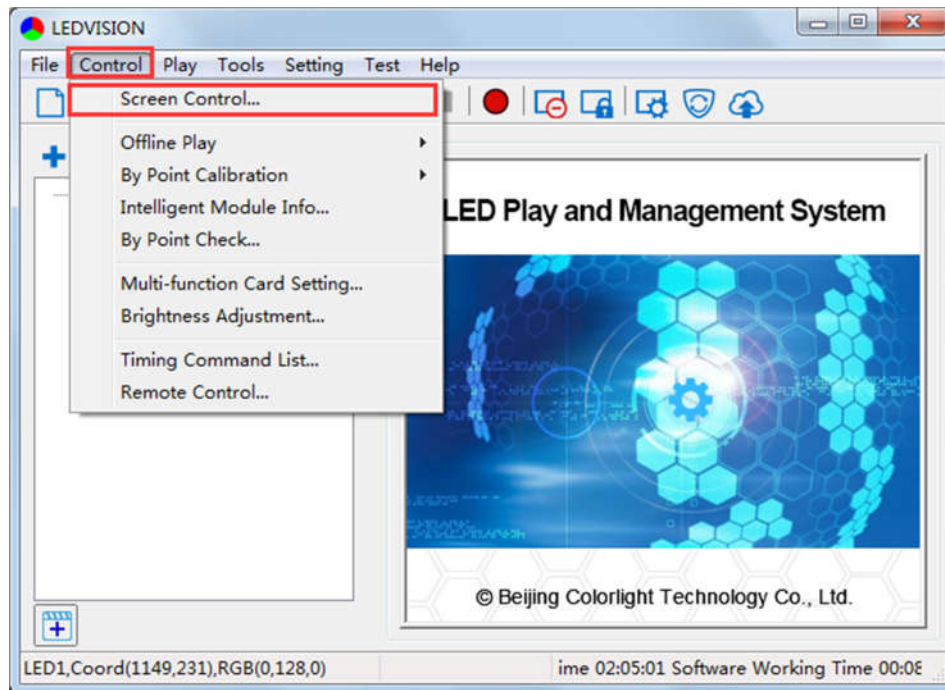 LEDVISION
File Control Play Tools Setting Test Help
Screen Control...
Offline Play
By Point Calibration
Intelligent Module Info...
By Point Check...
Multi-function Card Setting...
Brightness Adjustment...
Timing Command List...
Remote Control...
LED Play and Management System
© Beijing Colorlight Technology Co., Ltd.
LED1,Coord(1149,231),RGB(0,128,0)
ime 02:05:01 Software Working Time 00:08